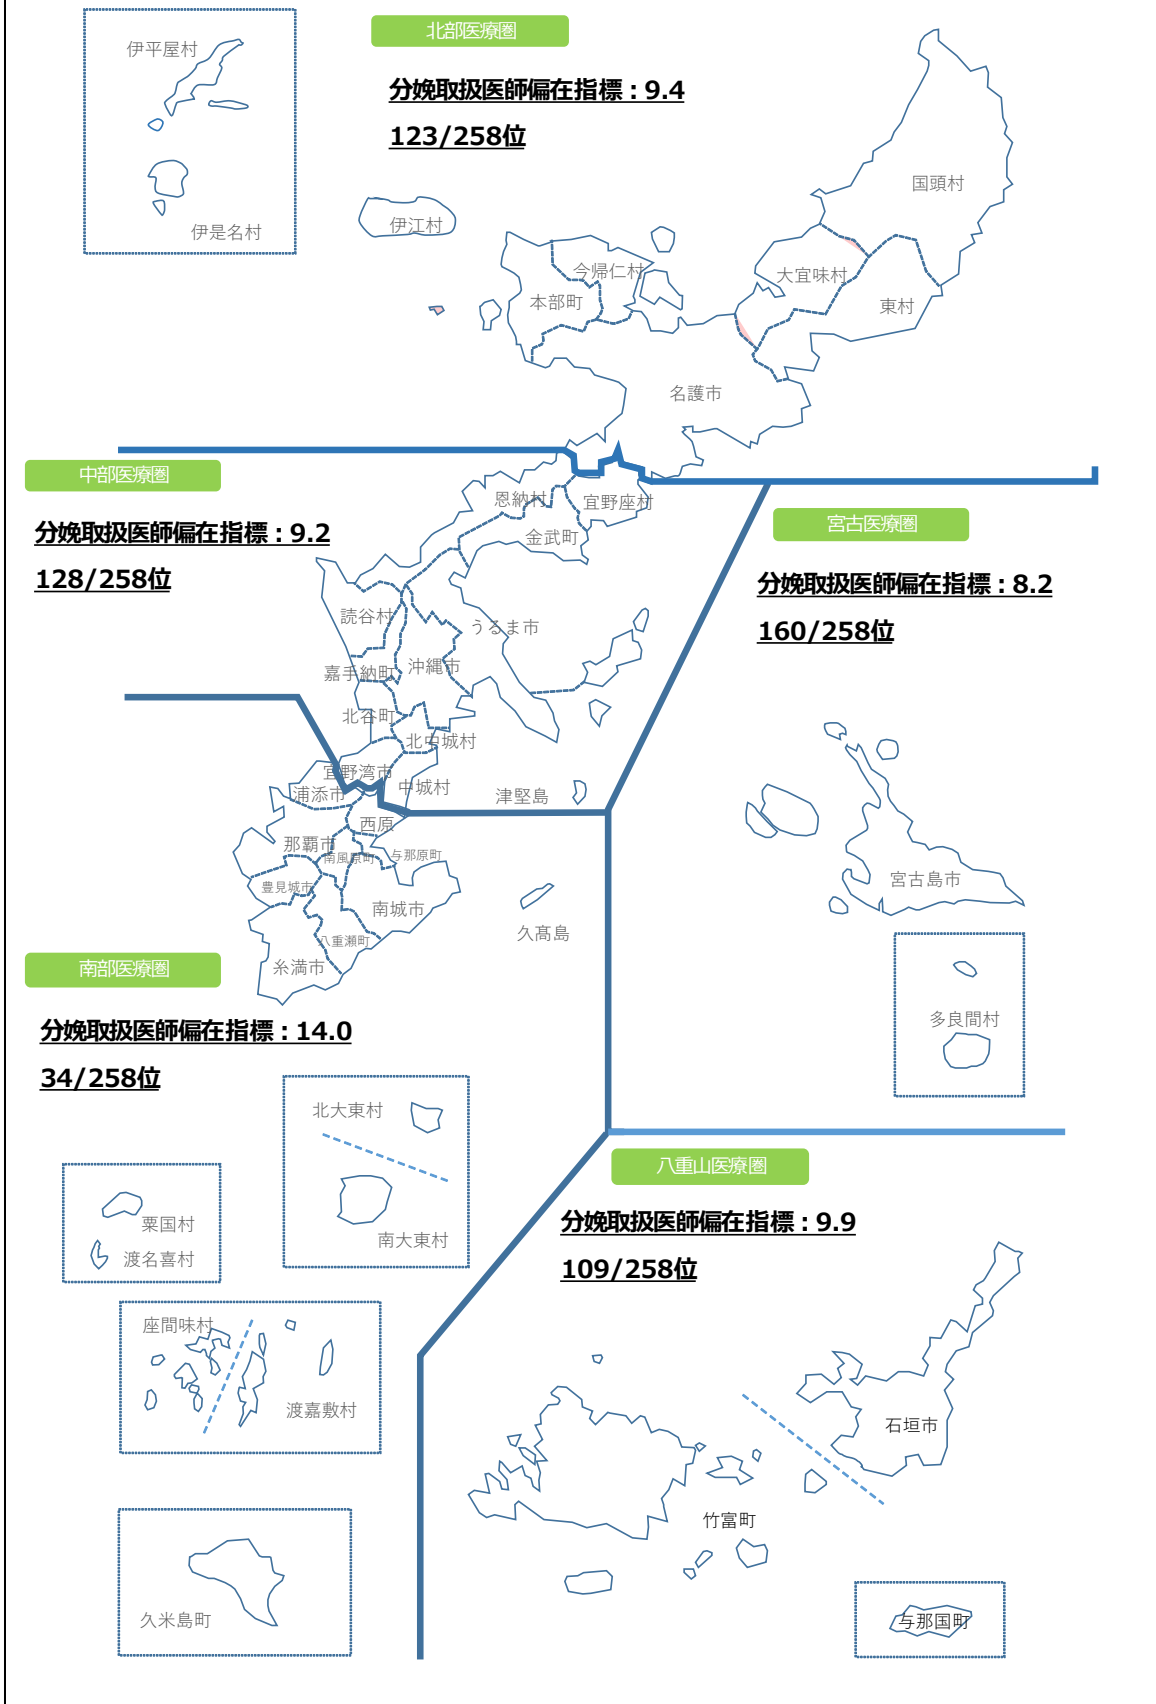 伊平屋村
伊是名村
北部医療圏
分娩取扱医師偏在指標：9.4
123/258位
国頭村
伊江村
今帰仁村
大宜味村
本部町
東村
名護市
中部医療圏
分娩取扱医師偏在指標：9.2
128/258位
恩納村
宜野座村
金武町
宮古医療圏
分娩取扱医師偏在指標：8.2
160/258位
読谷村
うるま市
嘉手納町
沖縄市
北谷町
北中城村
宜野湾市
中城村
浦添市
津堅島
西原
那覇市
南風原町
与那原町
豊見城市
南城市
八重瀬町
糸満市
久髙島
宮古島市
多良間村
南部医療圏
分娩取扱医師偏在指標：14.0
34/258位
北大東村
南大東村
粟国村
渡名喜村
座間味村
渡嘉敷村
久米島町
八重山医療圏
分娩取扱医師偏在指標：9.9
109/258位
石垣市
竹富町
与那国町